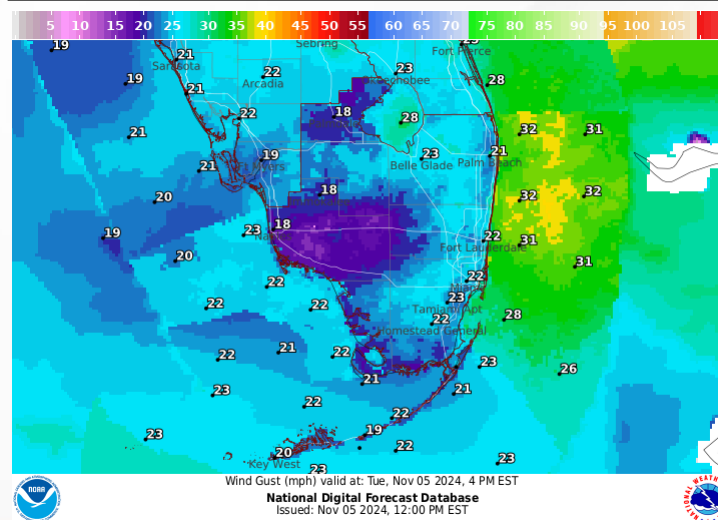 5 10 15 20 25 30 35 40 45 50 55 60 65 70 75 80 85 90 95 100 105
19 21 Sebring Fort Pierce
Sarasota 22 23 Okeechobee
19 21 Arcadia 28
22 18 28 32 31
21
21 19 23 21
Ft Myers Belle Glade Palm Beach
20 18 32 32
19 23 18 22 31
Fort Lauderdale
20 31
22 22 22
Miami
22 23
Tamiami Apt 28
22
Homestead General
22 21 22 23 26
21
23 22 21
22
23 19 22
20 23
Key West 23
Wind Gust (mph) valid at: Tue, Nov 05 2024, 4 PM EST
NOAA National Digital Forecast Database
Issued: Nov 05 2024, 12:00 PM EST